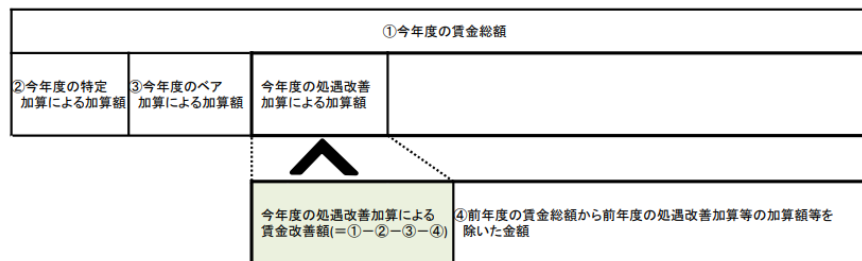 ①今年度の賃金総額
②今年度の特定
加算による加算額
③今年度のベア
加算による加算額
今年度の処遇改善
加算による加算額
今年度の処遇改善加算による
賃金改善額(=①-②-③-④)
④前年度の賃金総額から前年度の処遇改善加算等の加算額等を
除いた金額